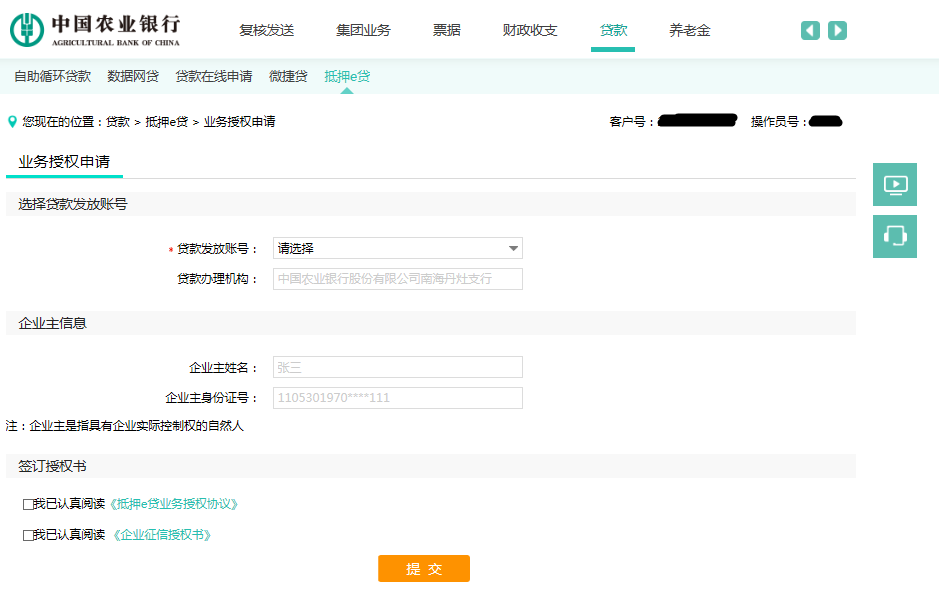 中国农业银行
AGRICULTURAL BANK OF CHINA
复核发送 集团业务 票据 财政收支 贷款 养老金
自助循环贷款 数据网贷 贷款在线申请 微捷贷 抵押e贷
您现在的位置：贷款 > 抵押e贷 > 业务授权申请 客户号： 操作员号：
业务授权申请
选择贷款发放账号
* 贷款发放账号： 请选择
贷款办理机构： 中国农业银行股份有限公司南海丹灶支行
企业主信息
企业主姓名： 张三
企业主身份证号： 1105301970****111
注：企业主是指具有企业实际控制权的自然人
签订授权书
我已认真阅读《抵押e贷业务授权协议》
我已认真阅读《企业征信授权书》
提 交